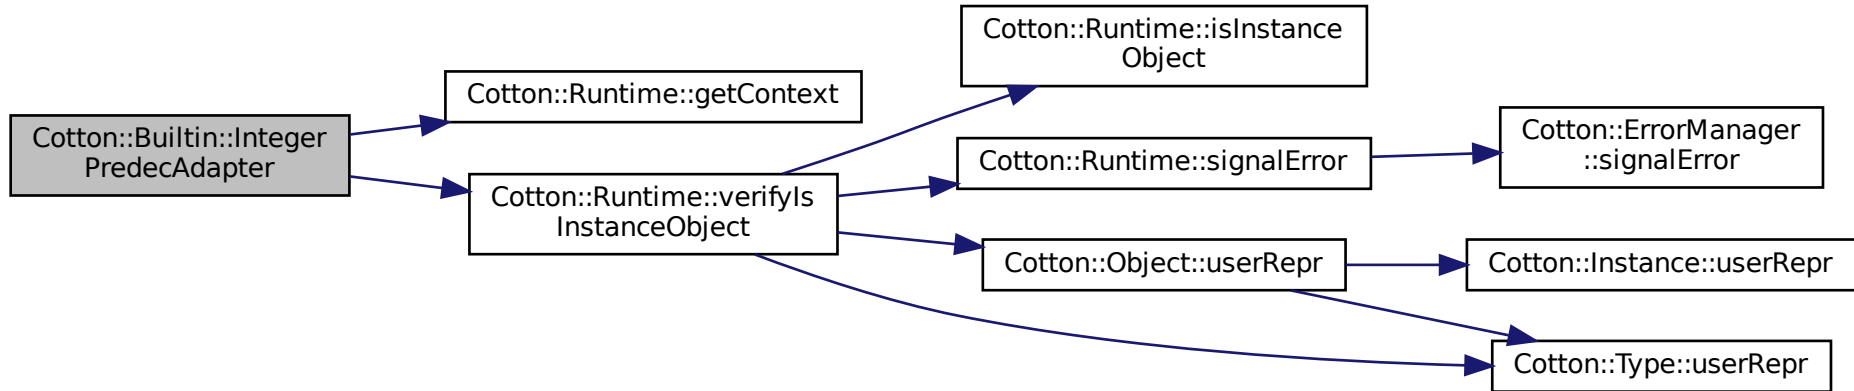 Cotton::Builtin::Integer
PredecAdapter
Cotton::Runtime::getContext
Cotton::Runtime::verifyIs
InstanceObject
Cotton::Runtime::isInstance
Object
Cotton::Runtime::signalError
Cotton::Object::userRepr
Cotton::ErrorManager
::signalError
Cotton::Instance::userRepr
Cotton::Type::userRepr